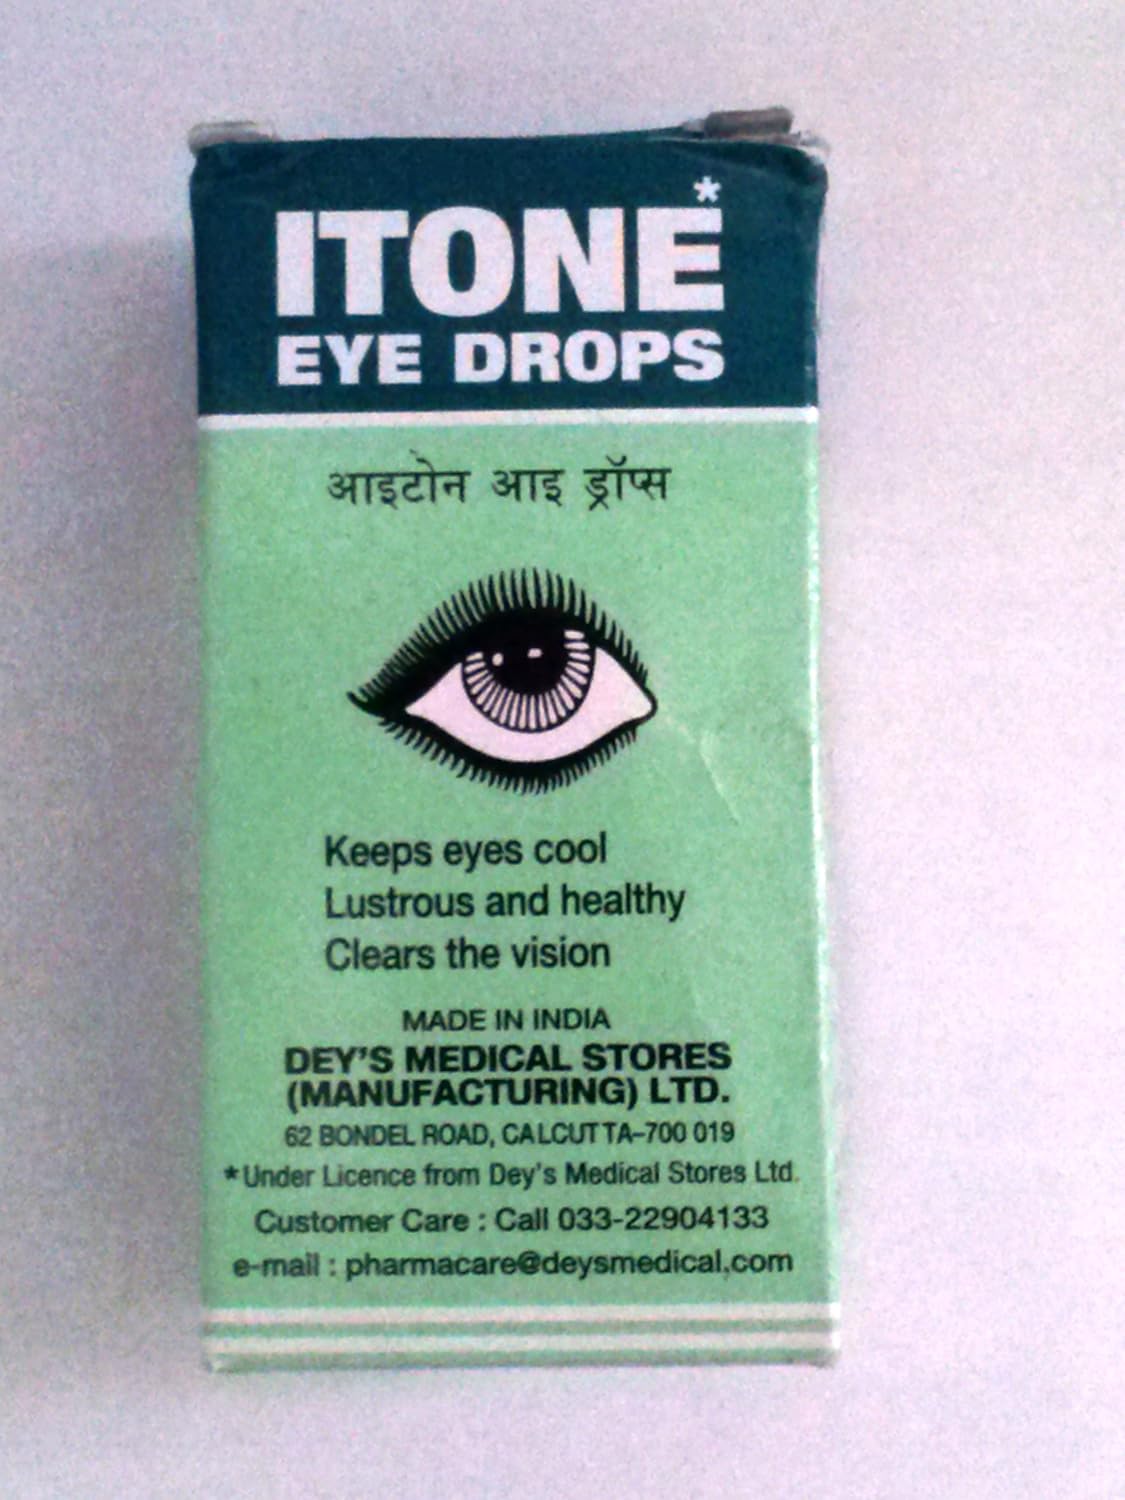 ITONE*
EYE DROPS
आइटोन आइ ड्रॉप्स
Keeps eyes cool
Lustrous and healthy
Clears the vision
MADE IN INDIA
DEY'S MEDICAL STORES
(MANUFACTURING) LTD.
62 BONDEL ROAD, CALCUTTA-700 019
*Under Licence from Dey's Medical Stores Ltd.
Customer Care : Call 033-22904133
e-mail : pharmacare@deysmedical.com